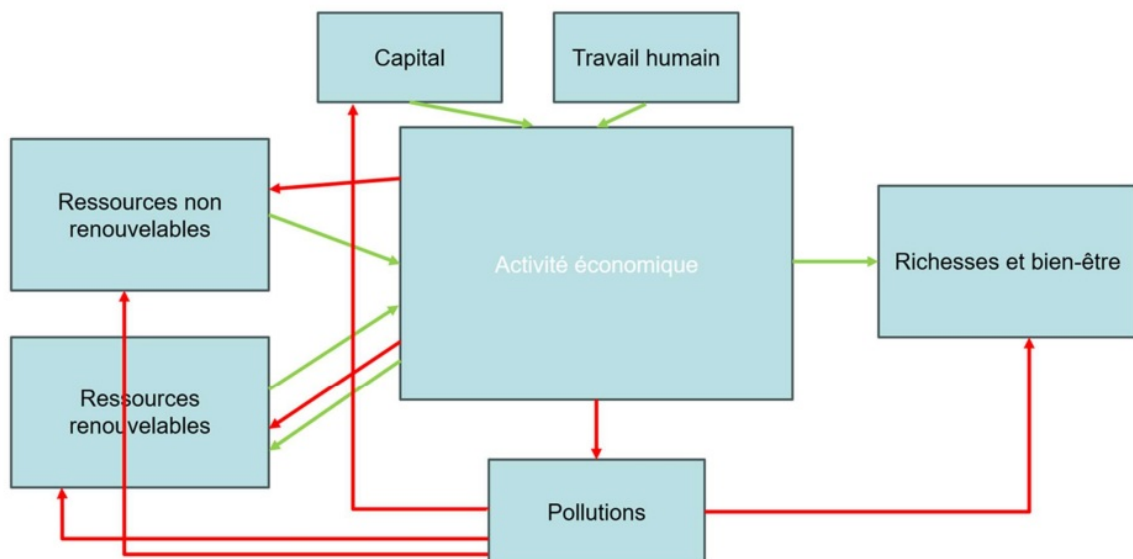 Capital
Travail humain
Ressources non
renouvelables
Activité économique
Richesses et bien-être
Ressources
renouvelables
Pollutions